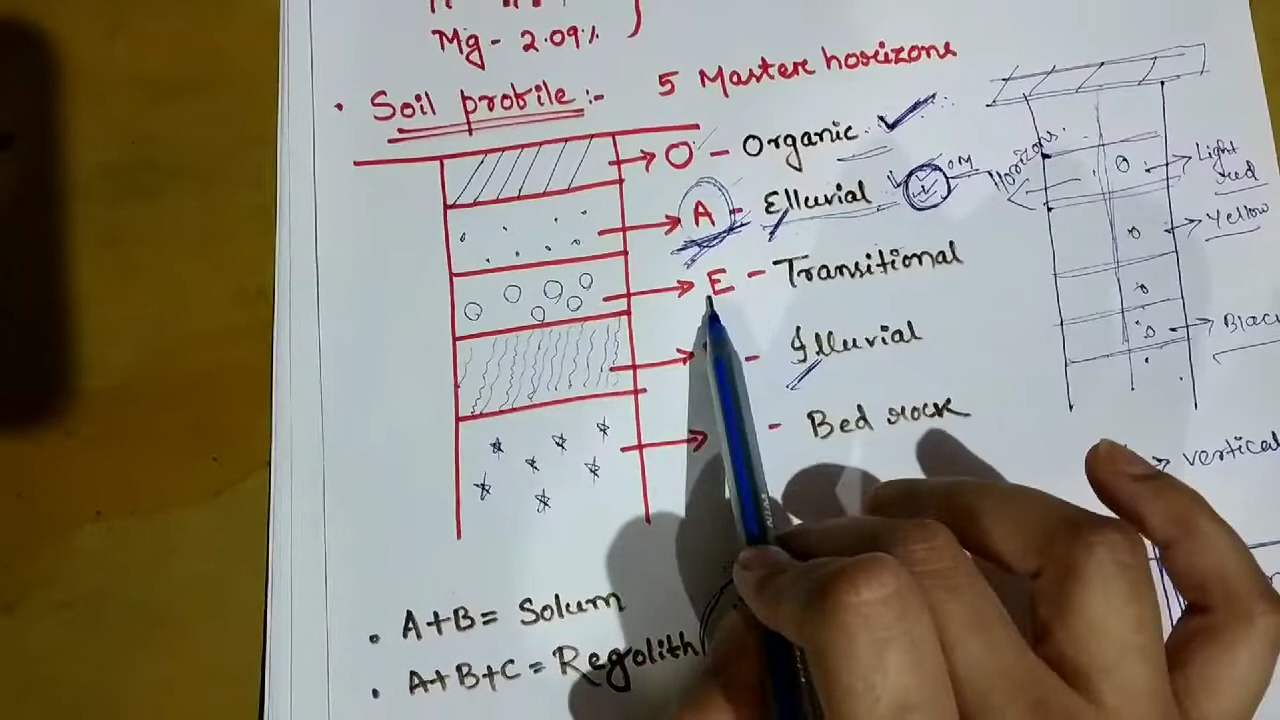 Mg - 2.09%
• Soil profile :- 5 Master horizons
O - Organic
A - Elluvial
OM
E - Transitional
- Illuvial
- Bed rock
• A+B = Solum
• A+B+C = Regolith
Horizons
Light red
Yellow
Blac
vertical